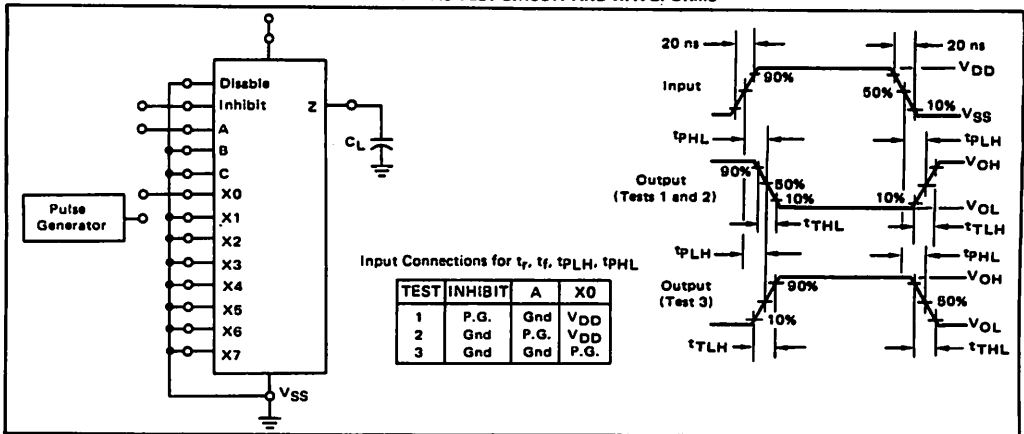 Disable
Inhibit
A
B
C
X0
X1
X2
X3
X4
X5
X6
X7
Z
CL
VSS
Pulse
Generator
Input Connections for tr, tf, tPLH, tPHL
TEST INHIBIT A X0
1 P.G. Gnd VDD
2 Gnd P.G. VDD
3 Gnd Gnd P.G.
20 ns
20 ns
Input
90%
50%
10%
VDD
VSS
tPHL
tPLH
Output
(Tests 1 and 2)
90%
50%
10%
10%
VOH
VOL
tTHL
tTLH
tPLH
tPHL
Output
(Test 3)
90%
10%
50%
VOH
VOL
tTLH
tTHL